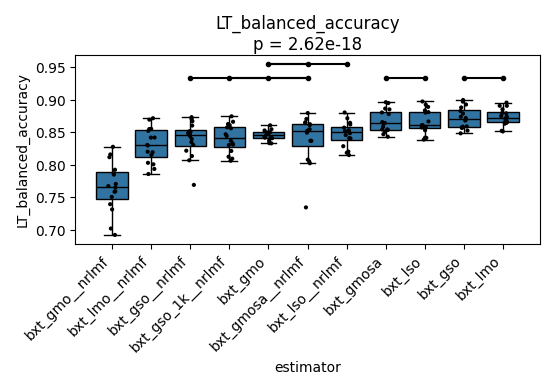 LT_balanced_accuracy
p = 2.62e-18
LT_balanced_accuracy
0.95
0.90
0.85
0.80
0.75
0.70
bxt_gmo__nrlmf
bxt_lmo__nrlmf
bxt_gso__nrlmf
bxt_gso_1k__nrlmf
bxt_gmo
bxt_gmosa__nrlmf
bxt_lso__nrlmf
bxt_gmosa
bxt_lso
bxt_gso
bxt_lmo
estimator